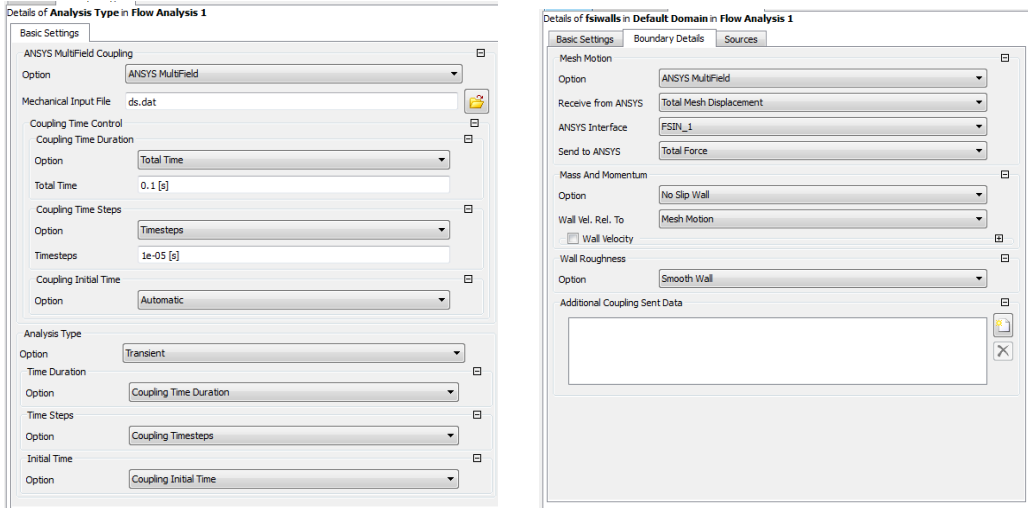 Details of Analysis Type in Flow Analysis 1
Basic Settings
ANSYS MultiField Coupling
Option ANSYS MultiField
Mechanical Input File ds.dat
Coupling Time Control
Coupling Time Duration
Option Total Time
Total Time 0.1 [s]
Coupling Time Steps
Option Timesteps
Timesteps 1e-05 [s]
Coupling Initial Time
Option Automatic
Analysis Type
Option Transient
Time Duration
Option Coupling Time Duration
Time Steps
Option Coupling Timesteps
Initial Time
Option Coupling Initial Time
Details of fsiwalls in Default Domain in Flow Analysis 1
Basic Settings Boundary Details Sources
Mesh Motion
Option ANSYS MultiField
Receive from ANSYS Total Mesh Displacement
ANSYS Interface FSIN_1
Send to ANSYS Total Force
Mass And Momentum
Option No Slip Wall
Wall Vel. Rel. To Mesh Motion
Wall Velocity
Wall Roughness
Option Smooth Wall
Additional Coupling Sent Data